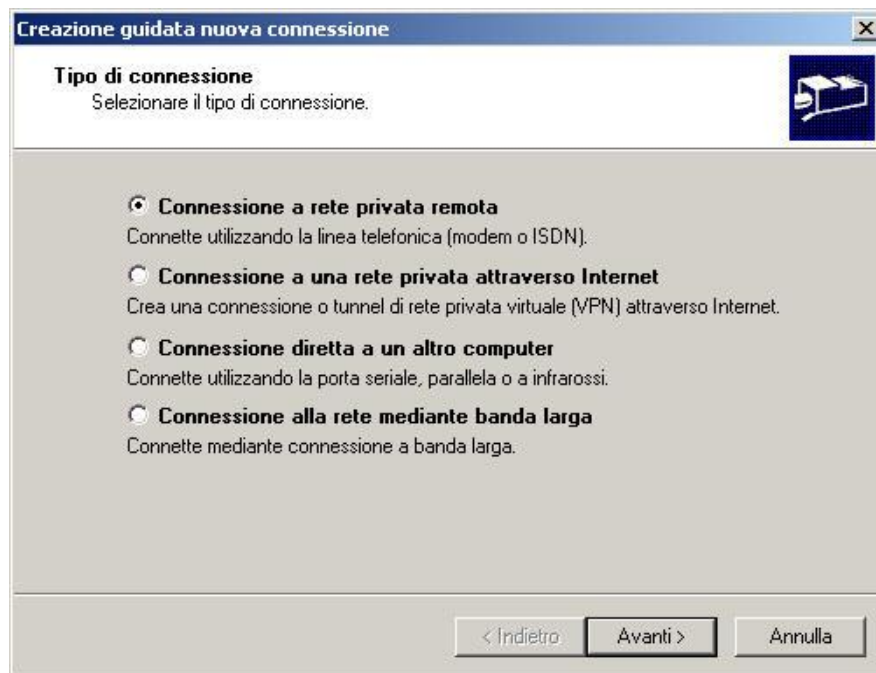 Creazione guidata nuova connessione
Tipo di connessione
Selezionare il tipo di connessione.
Connessione a rete privata remota
Connette utilizzando la linea telefonica (modem o ISDN).
Connessione a una rete privata attraverso Internet
Crea una connessione o tunnel di rete privata virtuale (VPN) attraverso Internet.
Connessione diretta a un altro computer
Connette utilizzando la porta seriale, parallela o a infrarossi.
Connessione alla rete mediante banda larga
Connette mediante connessione a banda larga.
< Indietro Avanti > Annulla